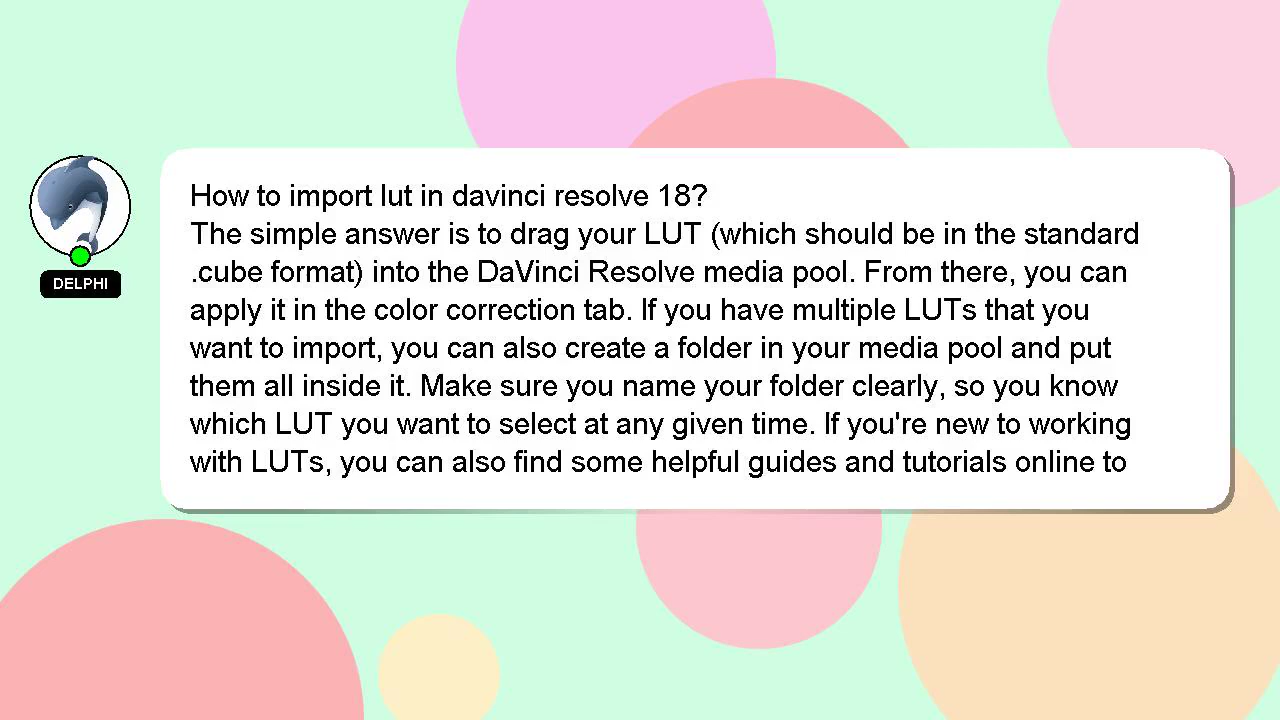 DELPHI
How to import lut in davinci resolve 18?
The simple answer is to drag your LUT (which should be in the standard
.cube format) into the DaVinci Resolve media pool. From there, you can
apply it in the color correction tab. If you have multiple LUTs that you
want to import, you can also create a folder in your media pool and put
them all inside it. Make sure you name your folder clearly, so you know
which LUT you want to select at any given time. If you're new to working
with LUTs, you can also find some helpful guides and tutorials online to